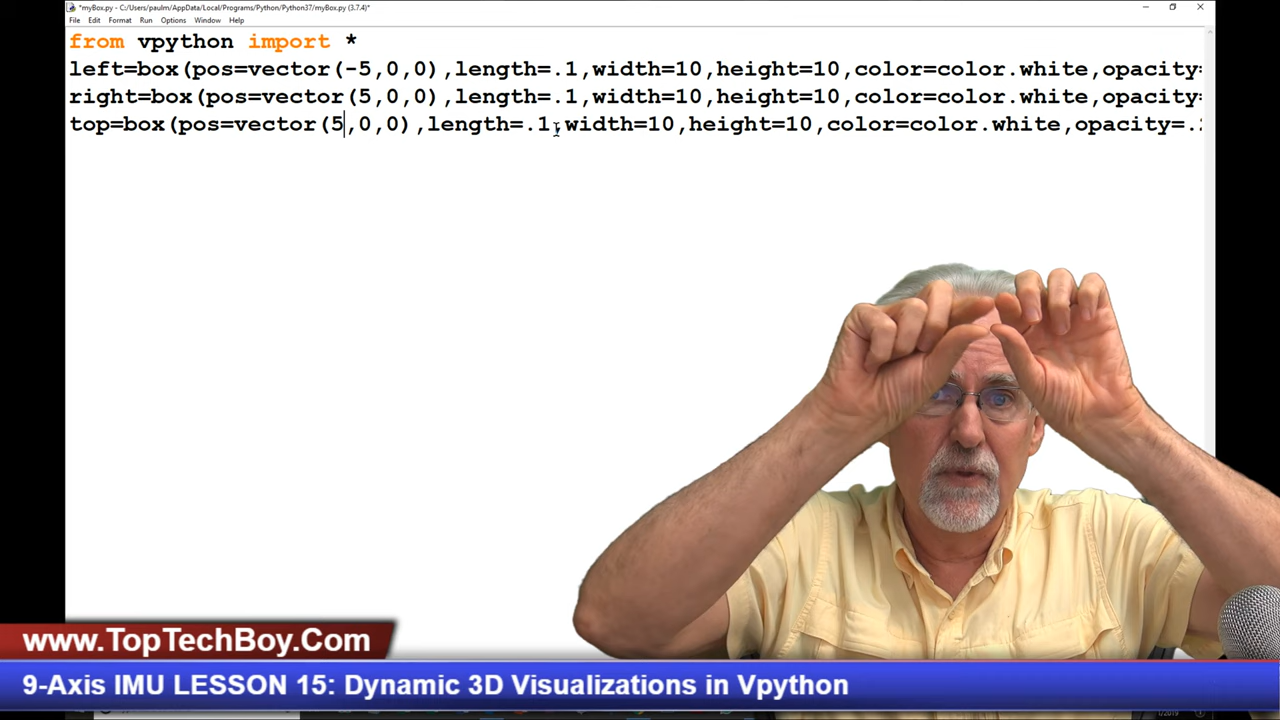 *myBox.py - C:/Users/paulm/AppData/Local/Programs/Python/Python37/myBox.py (3.7.4)*
File Edit Format Run Options Window Help
from vpython import *
left=box(pos=vector(-5,0,0),length=.1,width=10,height=10,color=color.white,opacity=
right=box(pos=vector(5,0,0),length=.1,width=10,height=10,color=color.white,opacity=
top=box(pos=vector(5,0,0),length=.1,width=10,height=10,color=color.white,opacity=.2
www.TopTechBoy.Com
9-Axis IMU LESSON 15: Dynamic 3D Visualizations in Vpython